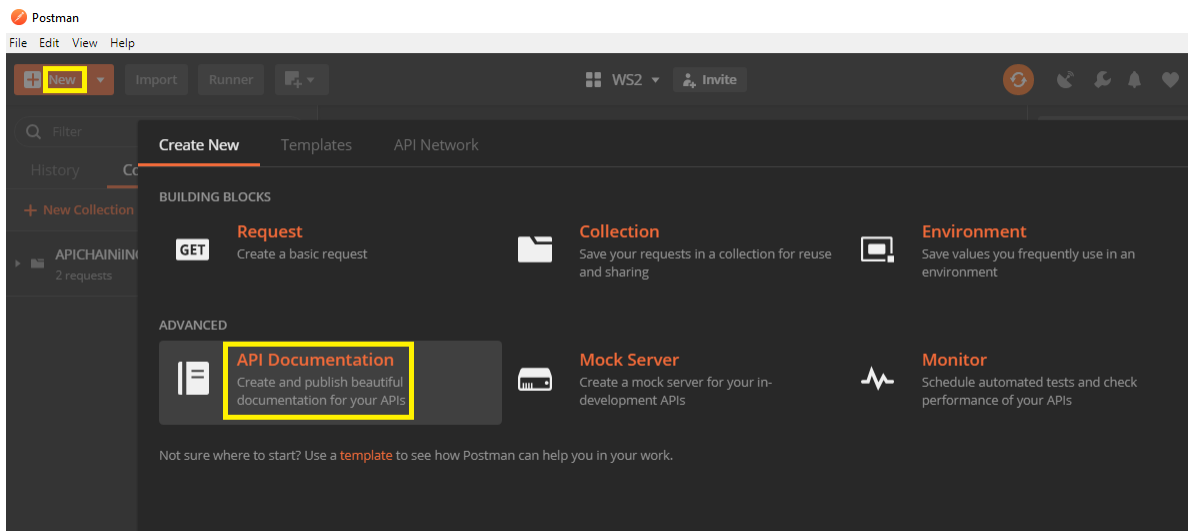 Postman
File Edit View Help
New Import Runner WS2 Invite
Filter
Create New Templates API Network
History Co
BUILDING BLOCKS
New Collection
Request Collection Environment
GET
Create a basic request
Save your requests in a collection for reuse
and sharing
Save values you frequently use in an
environment
APICHAINiIN
2 requests
ADVANCED
API Documentation
Create and publish beautiful
documentation for your APIs
Mock Server
Create a mock server for your in-
development APIs
Monitor
Schedule automated tests and check
performance of your APIs
Not sure where to start? Use a template to see how Postman can help you in your work.